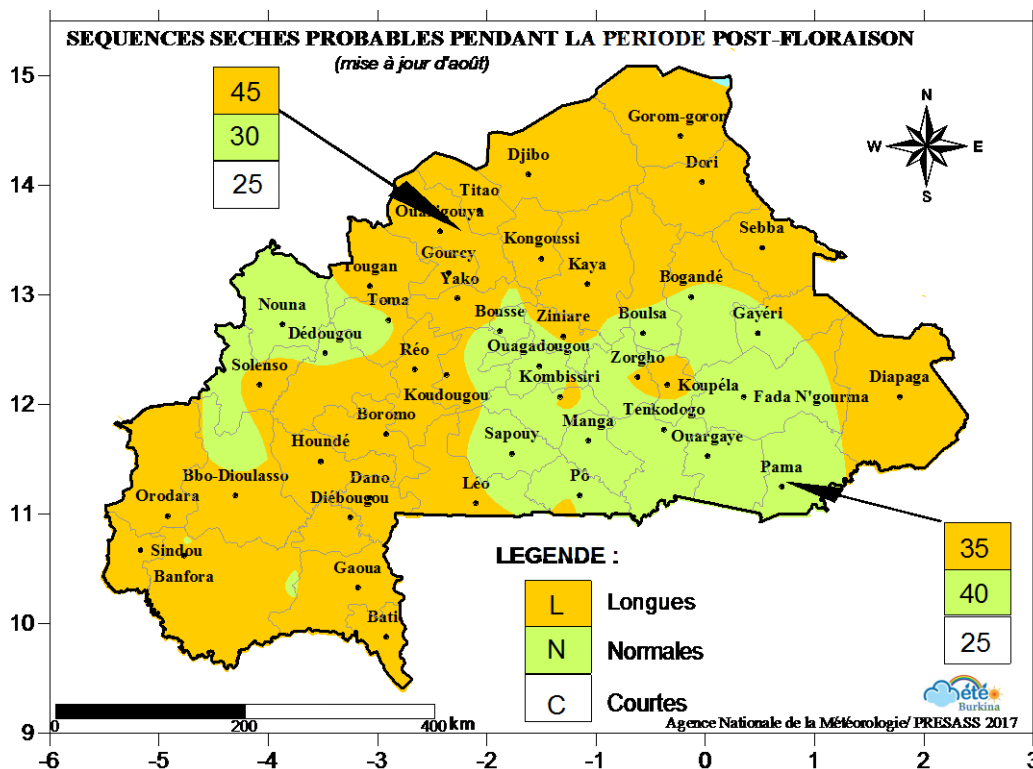 SEQUENCES SECHES PROBABLES PENDANT LA PERIODE POST-FLORAISON
(mise à jour d'août)
45
30
25
N
W E
S
15
14
13
12
11
10
9
Gorom-goron
Djibo
Dori
Titao
Ouahigouya
Sebba
Kongoussi
Gourcy
Kaya
Tougan
Bogandé
Yako
Nouna
Toma
Bousse
Ziniare
Boulsa
Gayéri
Dédougou
Ouagadougou
Réo
Zorgho
Solenso
Kombissiri
Koupéla
Diapaga
Koudougou
Fada N'gourma
Boromo
Tenkodogo
Manga
Houndé
Sapouy
Ouargaye
Bbo-Dioulasso
Dano
Pô
Pama
Orodara
Diébougou
Léo
Sindou
Banfora
Gaoua
Bati
35
40
25
LEGENDE :
L Longues
N Normales
C Courtes
0 200 400 km
été
Burkina
Agence Nationale de la Météorologie/ PRESASS 2017
-6 -5 -4 -3 -2 -1 0 1 2 3